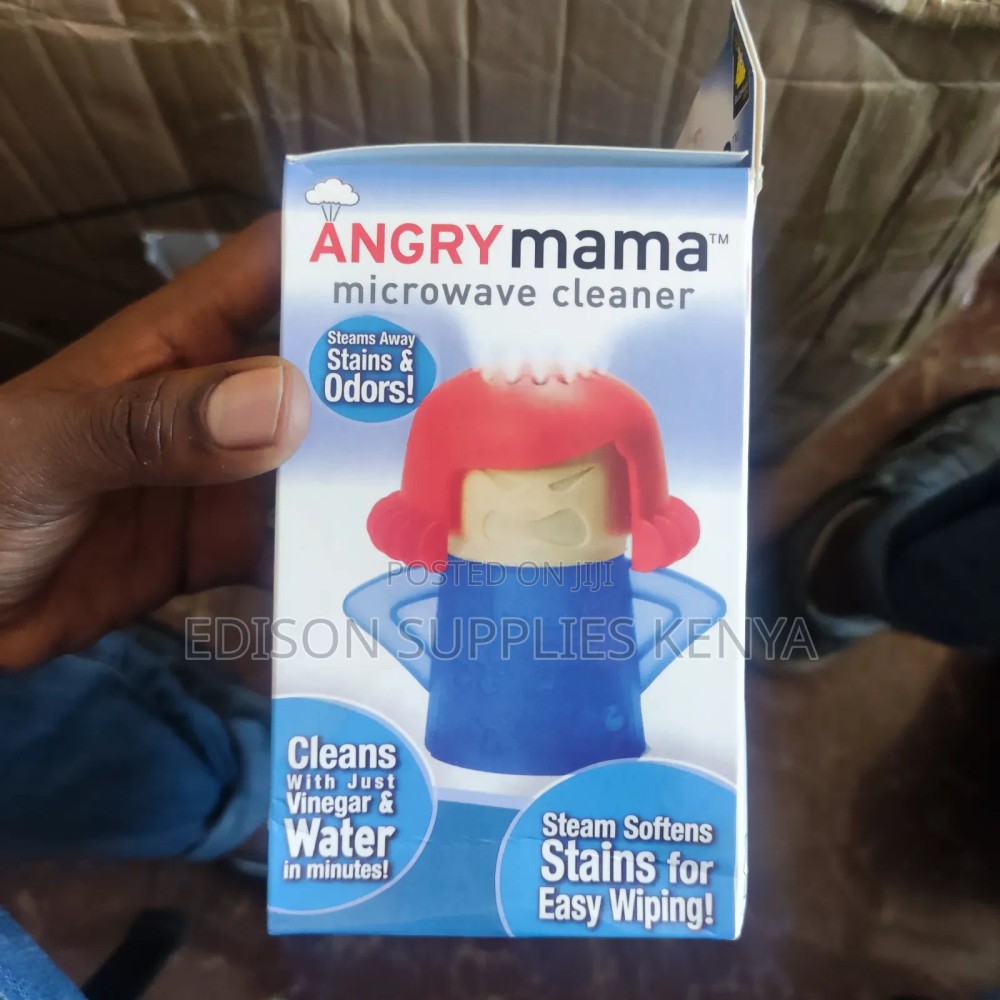 ANGRY mama™
microwave cleaner
Steams Away
Stains &
Odors!
POSTED ON JIJI
EDISON SUPPLIES KENYA
Cleans
With Just
Vinegar &
Water
in minutes!
Steam Softens
Stains for
Easy Wiping!